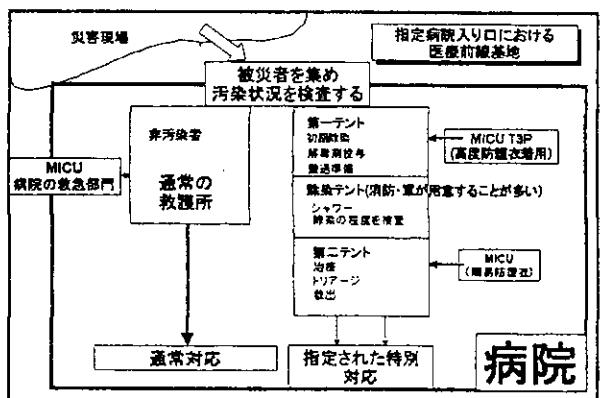 災害現場
指定病院入り口における
医療前線基地
被災者を集め
汚染状況を検査する
非汚染者
通常の
救護所
MICU
病院の救急部門
第一テント
初期除染
解毒剤投与
搬送準備
MICU T3P
(高度防護衣着用)
除染テント(消防・軍が用意することが多い)
シャワー
除染の程度を検査
第二テント
治療
トリアージ
救出
MICU
(簡易防護衣)
通常対応
指定された特別
対応
病院